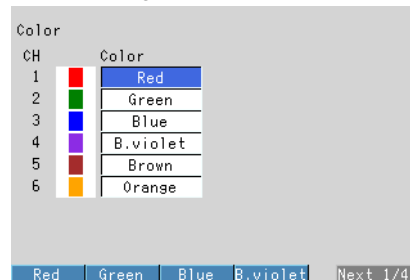 Color
CH Color
1 Red
2 Green
3 Blue
4 B.violet
5 Brown
6 Orange
Red Green Blue B.violet Next 1/4